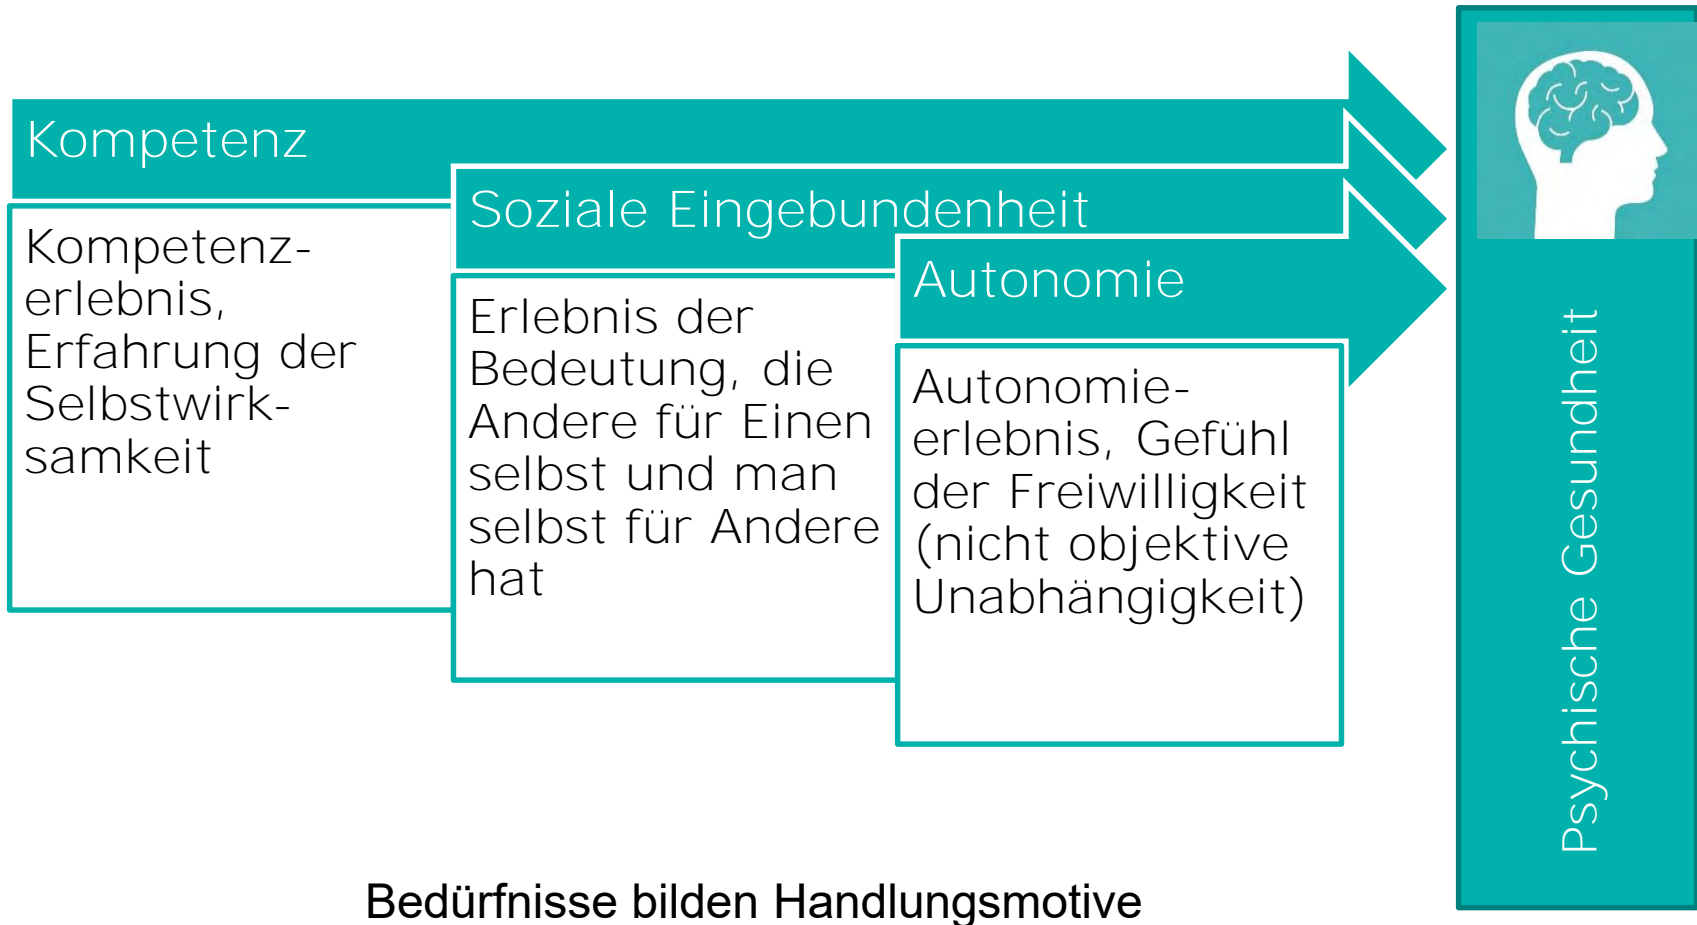 Kompetenz
Kompetenz-
erlebnis,
Erfahrung der
Selbstwirk-
samkeit
Soziale Eingebundenheit
Erlebnis der
Bedeutung, die
Andere für Einen
selbst und man
selbst für Andere
hat
Autonomie
Autonomie-
erlebnis, Gefühl
der Freiwilligkeit
(nicht objektive
Unabhängigkeit)
Psychische Gesundheit
Bedürfnisse bilden Handlungsmotive